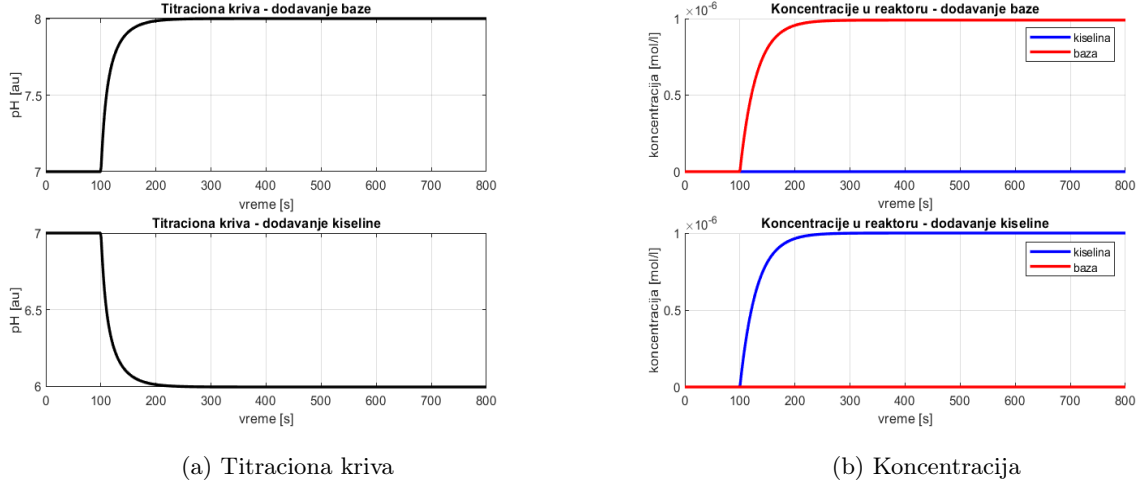 Titraciona kriva - dodavanje baze
8
7.5
7
pH [au]
0 100 200 300 400 500 600 700 800
vreme [s]
Titraciona kriva - dodavanje kiseline
7
6.5
6
pH [au]
0 100 200 300 400 500 600 700 800
vreme [s]
(a) Titraciona kriva
Koncentracije u reaktoru - dodavanje baze
×10⁻⁶
1
0.5
0
koncentracija [mol/l]
kiselina
baza
0 100 200 300 400 500 600 700 800
vreme [s]
Koncentracije u reaktoru - dodavanje kiseline
×10⁻⁶
1
0.5
0
koncentracija [mol/l]
kiselina
baza
0 100 200 300 400 500 600 700 800
vreme [s]
(b) Koncentracija